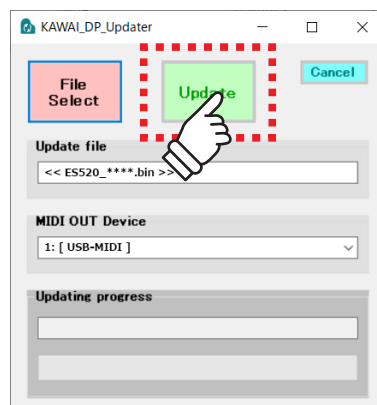 KAWAI_DP_Updater
File
Select
Update
Cancel
Update file
<< ES520_****.bin >>
MIDI OUT Device
1: [ USB-MIDI ]
Updating progress